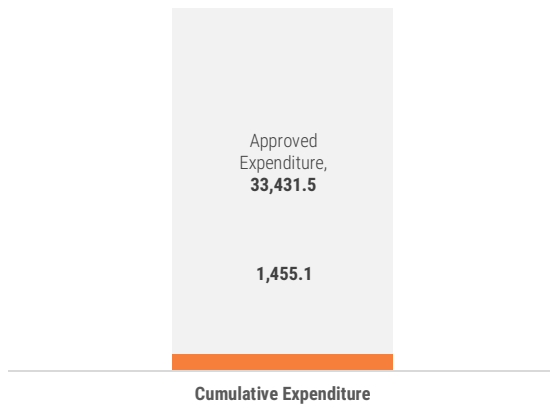 Approved
Expenditure,
33,431.5
1,455.1
Cumulative Expenditure